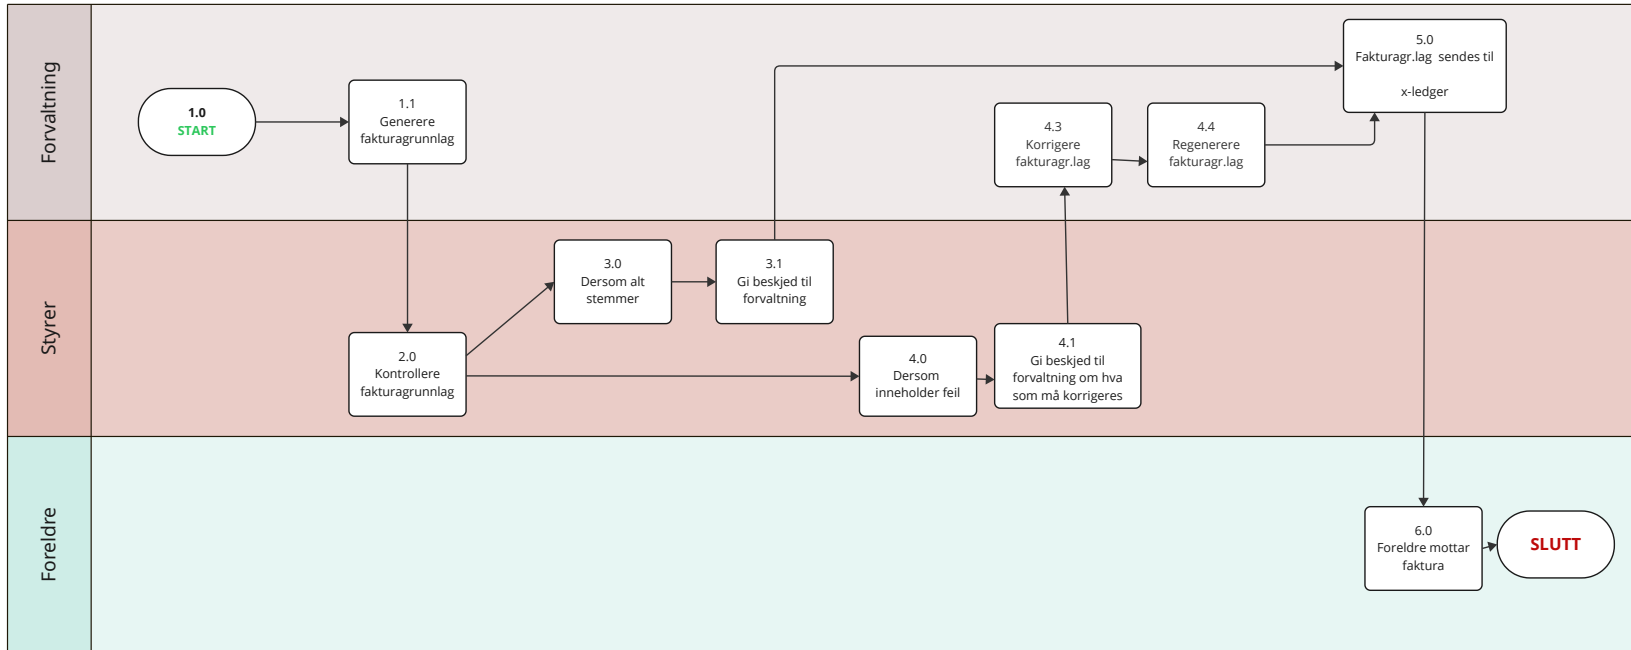 Forvaltning
1.0
START
1.1
Generere
fakturagrunnlag
4.3
Korrigere
fakturagr.lag
4.4
Regenerere
fakturagr.lag
5.0
Fakturagr.lag sendes til
x-ledger
Styrer
2.0
Kontrollere
fakturagrunnlag
3.0
Dersom alt
stemmer
3.1
Gi beskjed til
forvaltning
4.0
Dersom
inneholder feil
4.1
Gi beskjed til
forvaltning om hva
som må korrigeres
Foreldre
6.0
Foreldre mottar
faktura
SLUTT